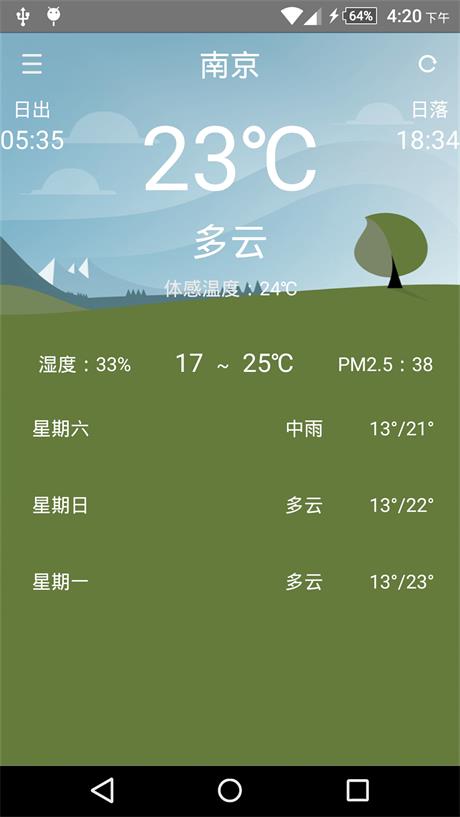 64% 4:20 下午
南京
日出 日落
05:35 23℃ 18:34
多云
体感温度：24℃
湿度：33% 17 ~ 25℃ PM2.5：38
星期六 中雨 13°/21°
星期日 多云 13°/22°
星期一 多云 13°/23°